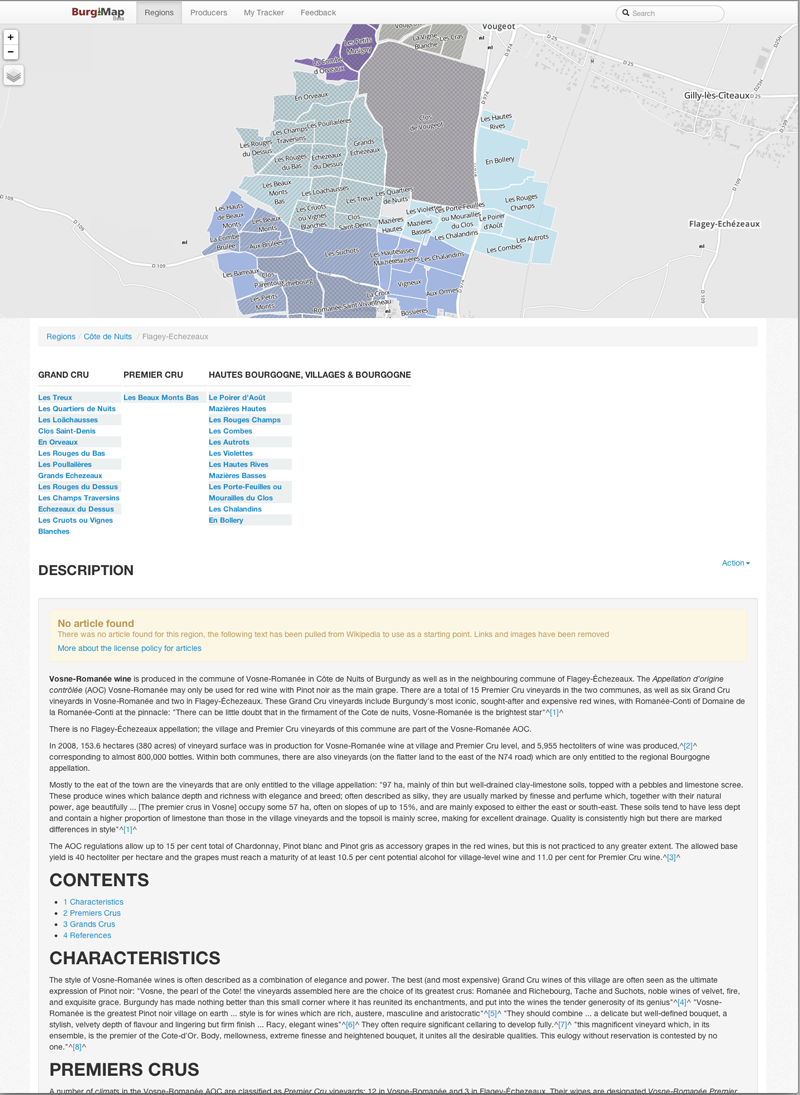 BurgiMap Beta Regions Producers My Tracker Feedback Search
+
−
Vougeot
La Vigne Blanche
Les Cras
Les Petits Musigny
La Combe d'Orveaux
En Orveaux
Clos de Vougeot
Les Hautes Rives
Gilly-lès-Cîteaux
D 25
D 974
D 109
Les Champs Traversins
Les Poullaières
Les Rouges du Dessus
Grands Echezeaux
Les Rouges du Bas
Echezeaux du Dessus
En Bollery
Les Beaux Monts Bas
Les Loachausses
Les Treux
Les Quartiers de Nuits
Les Rouges Champs
Les Hauts de Beaux Monts
Les Cruots ou Vignes Blanches
Clos Saint-Denis
Les Violettes
Les Porte-Feuilles ou Mourailles du Clos
Le Poirer d'Août
Flagey-Echézeaux
Les Beaux Monts
Mazières Hautes
Mazières Basses
Les Chalandins
Les Autrots
Les Combes
La Combe Brûlée
Aux Brûlées
Les Suchots
Les Chalandins
Les Barreaux
Clos Parentoux
Vigneux
Aux Ormes
Les Petits Monts
La Croix
Bossières
Regions / Côte de Nuits / Flagey-Echezeaux
GRAND CRU PREMIER CRU HAUTES BOURGOGNE, VILLAGES & BOURGOGNE
Les Treux Les Beaux Monts Bas Le Poirer d'Août
Les Quartiers de Nuits Mazières Hautes
Les Loächausses Les Rouges Champs
Clos Saint-Denis Les Combes
En Orveaux Les Autrots
Les Rouges du Bas Les Violettes
Les Poullaières Les Hautes Rives
Grands Echezeaux Mazières Basses
Les Rouges du Dessus Les Porte-Feuilles ou
Les Champs Traversins Mourailles du Clos
Echezeaux du Dessus Les Chalandins
Les Cruots ou Vignes En Bollery
Blanches
Action
DESCRIPTION
No article found
There was no article found for this region, the following text has been pulled from Wikipedia to use as a starting point. Links and images have been removed
More about the license policy for articles
Vosne-Romanée wine is produced in the commune of Vosne-Romanée in Côte de Nuits of Burgundy as well as in the neighbouring commune of Flagey-Échezeaux. The Appellation d'origine
contrôlée (AOC) Vosne-Romanée may only be used for red wine with Pinot noir as the main grape. There are a total of 15 Premier Cru vineyards in the two communes, as well as six Grand Cru
vineyards in Vosne-Romanée and two in Flagey-Échezeaux. These Grand Cru vineyards include Burgundy's most iconic, sought-after and expensive red wines, with Romanée-Conti of Domaine de
la Romanée-Conti at the pinnacle: "There can be little doubt that in the firmament of the Cote de nuits, Vosne-Romanée is the brightest star"^[1]^
There is no Flagey-Échezeaux appellation; the village and Premier Cru vineyards of this commune are part of the Vosne-Romanée AOC.
In 2008, 153.6 hectares (380 acres) of vineyard surface was in production for Vosne-Romanée wine at village and Premier Cru level, and 5,955 hectoliters of wine was produced,^[2]^
corresponding to almost 800,000 bottles. Within both communes, there are also vineyards (on the flatter land to the east of the N74 road) which are only entitled to the regional Bourgogne
appellation.
Mostly to the eat of the town are the vineyards that are only entitled to the village appellation: "97 ha, mainly of thin but well-drained clay-limestone soils, topped with a pebbles and limestone scree.
These produce wines which balance depth and richness with elegance and breed; often described as silky, they are usually marked by finesse and perfume which, together with their natural
power, age beautifully ... [The premier crus in Vosne] occupy some 57 ha, often on slopes of up to 15%, and are mainly exposed to either the east or south-east. These soils tend to have less dept
and contain a higher proportion of limestone than those in the village vineyards and the topsoil is mainly scree, making for excellent drainage. Quality is consistently high but there are marked
differences in style"^[1]^
The AOC regulations allow up to 15 per cent total of Chardonnay, Pinot blanc and Pinot gris as accessory grapes in the red wines, but this is not practiced to any greater extent. The allowed base
yield is 40 hectoliter per hectare and the grapes must reach a maturity of at least 10.5 per cent potential alcohol for village-level wine and 11.0 per cent for Premier Cru wine.^[3]^
CONTENTS
• 1 Characteristics
• 2 Premiers Crus
• 3 Grands Crus
• 4 References
CHARACTERISTICS
The style of Vosne-Romanée wines is often described as a combination of elegance and power. The best (and most expensive) Grand Cru wines of this village are often seen as the ultimate
expression of Pinot noir: "Vosne, the pearl of the Cote! the vineyards assembled here are the choice of its greatest crus: Romanée and Richebourg, Tache and Suchots, noble wines of velvet, fire,
and exquisite grace. Burgundy has made nothing better than this small corner where it has reunited its enchantments, and put into the wines the tender generosity of its genius"^[4]^ "Vosne-
Romanée is the greatest Pinot noir village on earth ... style is for wines which are rich, austere, masculine and aristocratic"^[5]^ "They should combine ... a delicate but well-defined bouquet, a
stylish, velvety depth of flavour and lingering but firm finish ... Racy, elegant wines"^[6]^ They often require significant cellaring to develop fully.^[7]^ "this magnificent vineyard which, in its
ensemble, is the premier of the Cote-d'Or. Body, mellowness, extreme finesse and heightened bouquet, it unites all the desirable qualities. This eulogy without reservation is contested by no
one."^[8]^
PREMIERS CRUS
A number of climats in the Vosne-Romanée AOC are classified as Premier Cru vineyards: 12 in Vosne-Romanée and 3 in Flagey-Échezeaux. Their wines are designated Vosne-Romanée Premier